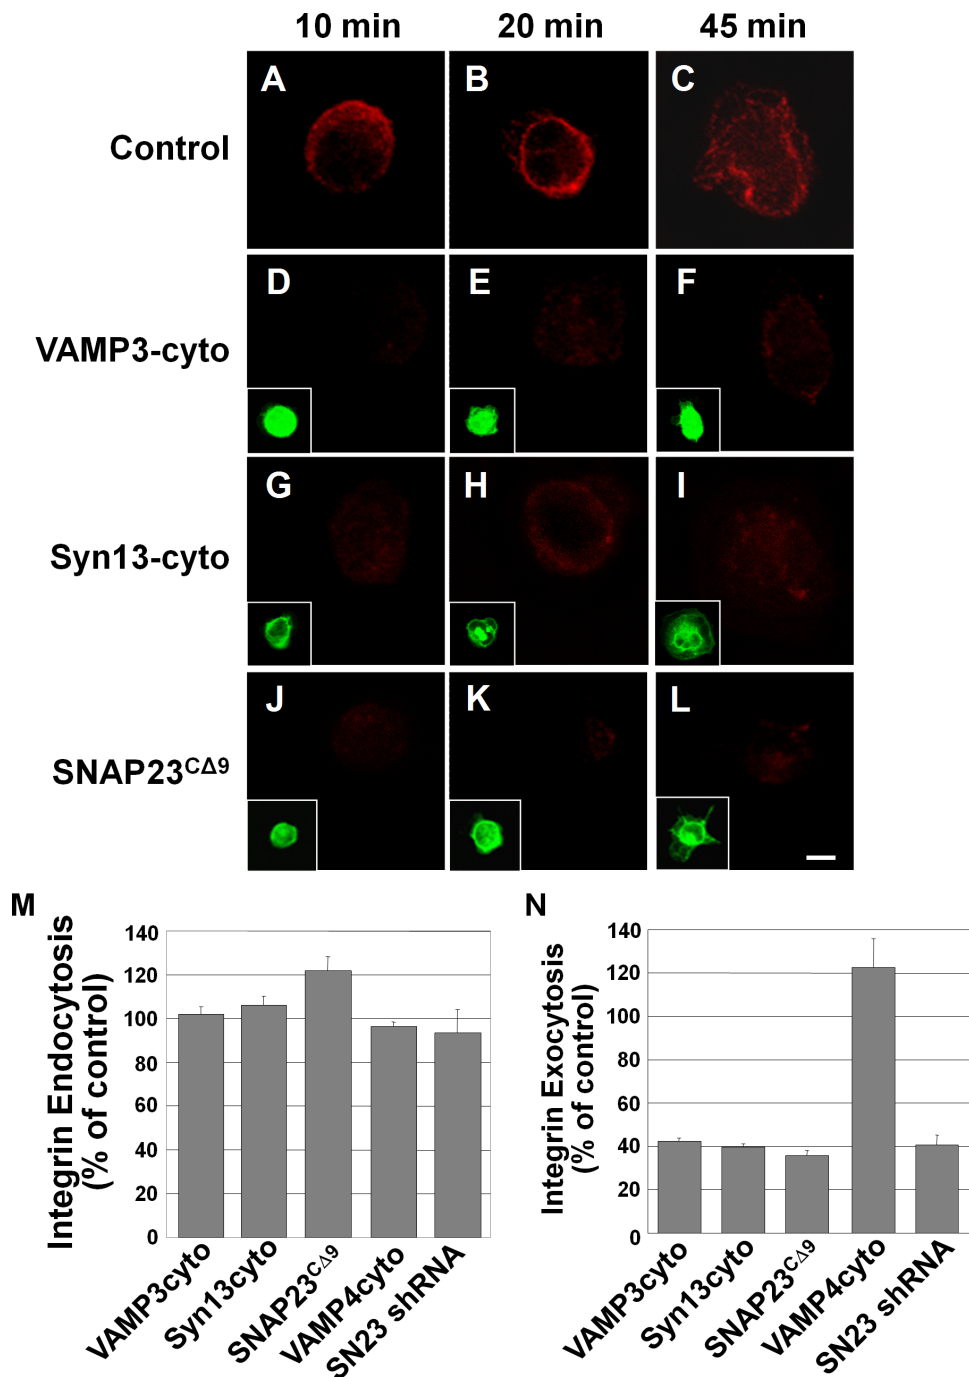 10 min 20 min 45 min
Control A B C
VAMP3-cyto D E F
Syn13-cyto G H I
SNAP23CΔ9 J K L
M
Integrin Endocytosis
(% of control)
140
120
100
80
60
40
20
0
VAMP3cyto
Syn13cyto
SNAP23CΔ9
VAMP4cyto
SN23 shRNA
N
Integrin Exocytosis
(% of control)
140
120
100
80
60
40
20
0
VAMP3cyto
Syn13cyto
SNAP23CΔ9
VAMP4cyto
SN23 shRNA